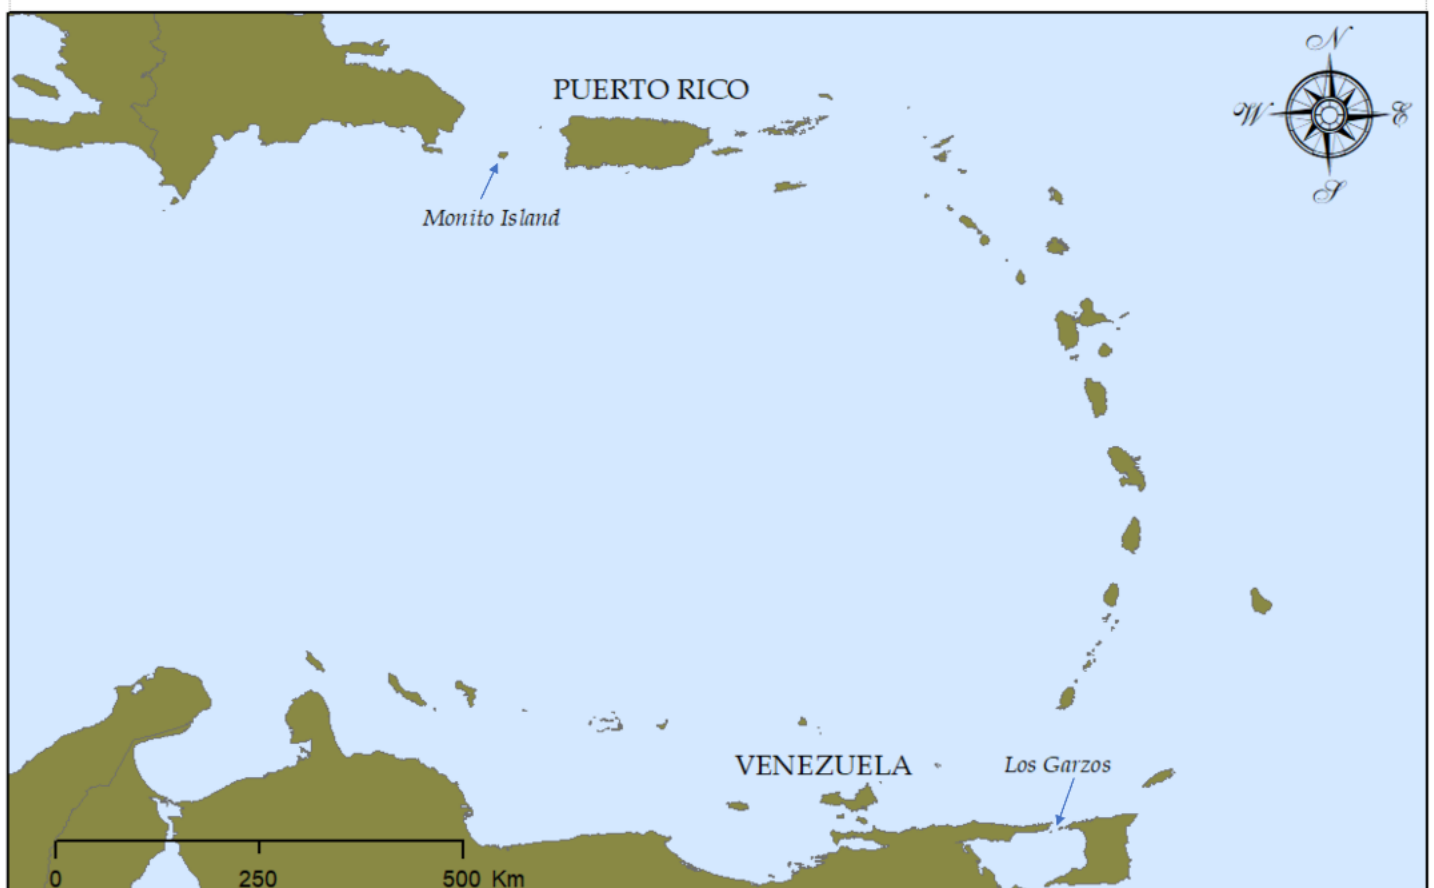 N
PUERTO RICO
W E
S
Monito Island
VENEZUELA
Los Garzos
0 250 500 Km